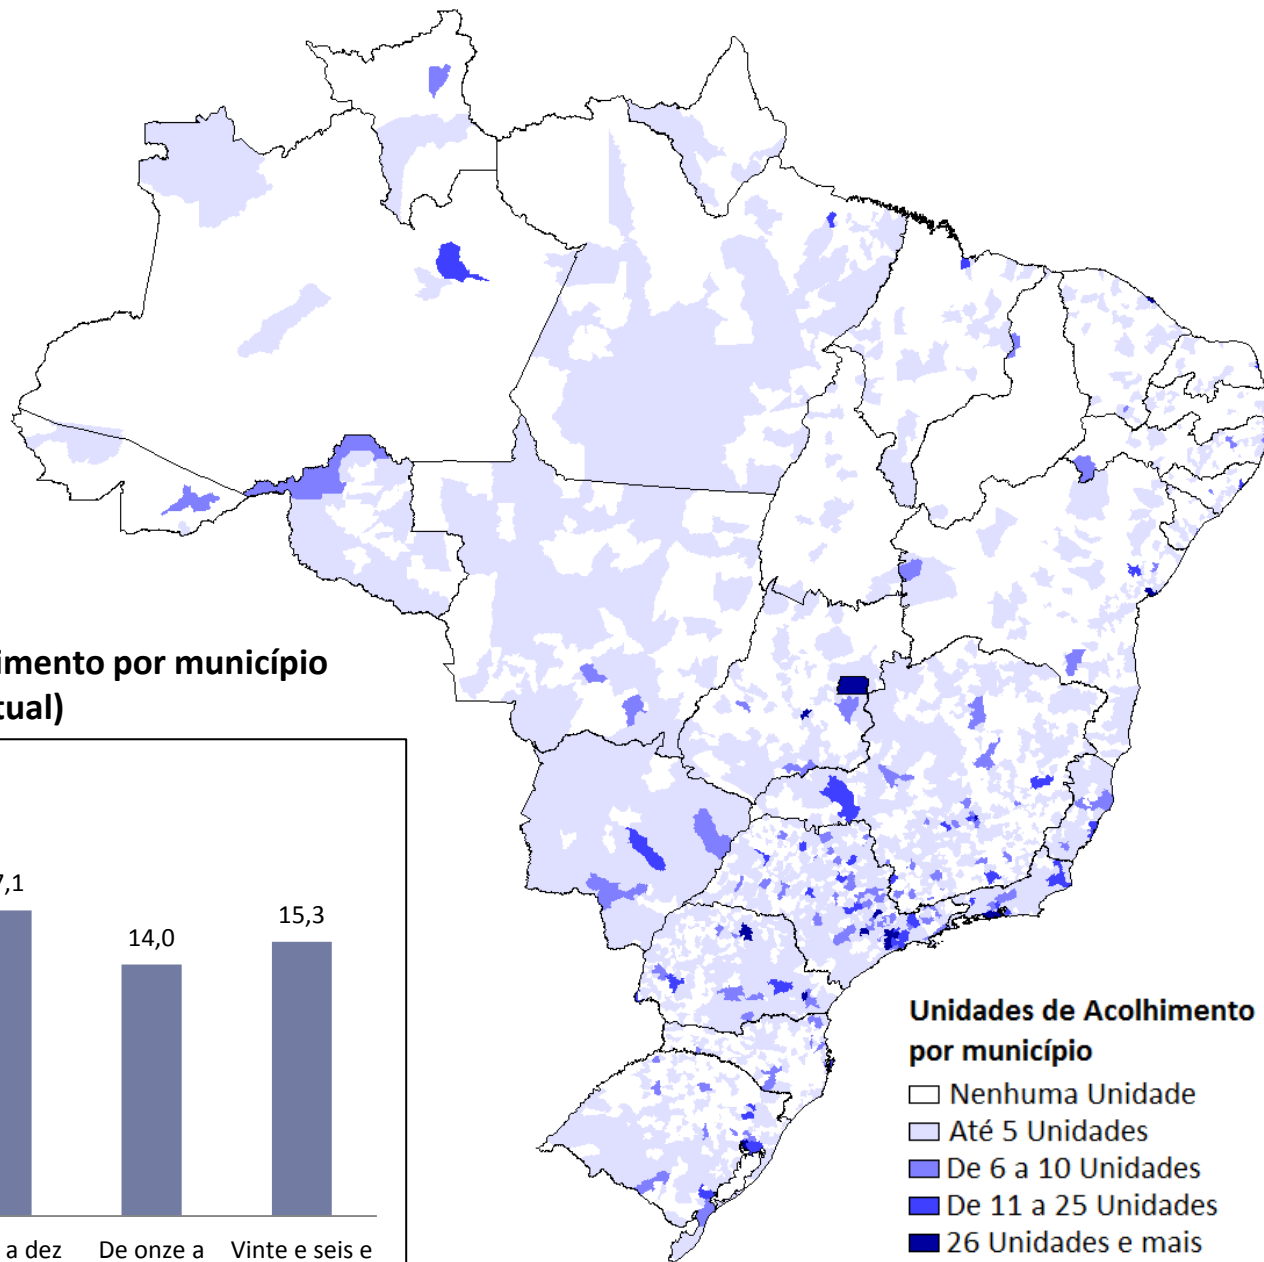 imento por município
tual)
7,1
14,0
15,3
a dez
De onze a
Vinte e seis e
Unidades de Acolhimento
por município
Nenhuma Unidade
Até 5 Unidades
De 6 a 10 Unidades
De 11 a 25 Unidades
26 Unidades e mais